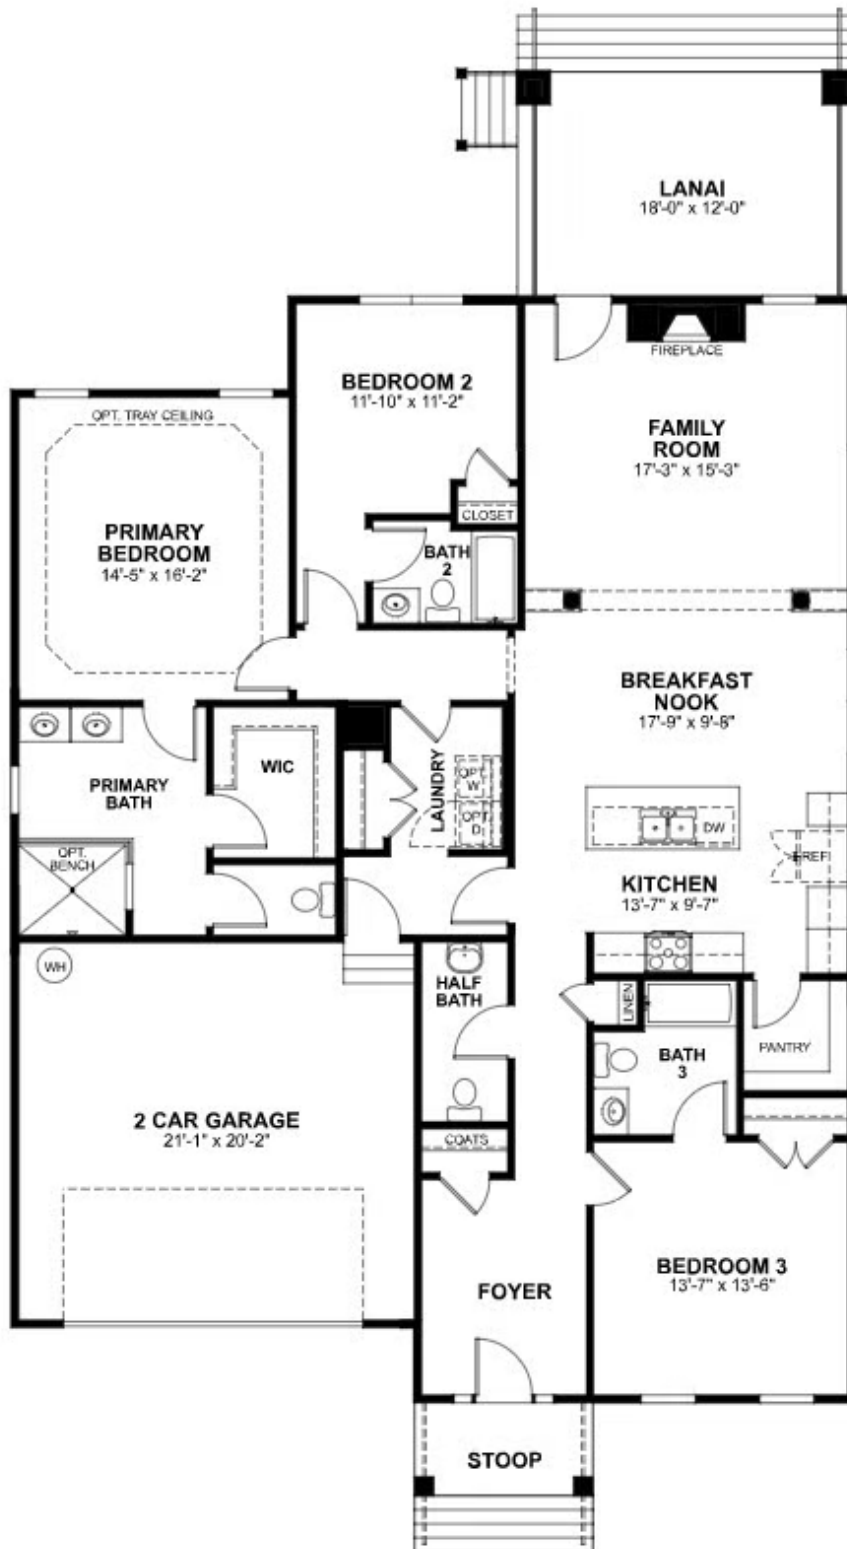 LANAI
18'-0" x 12'-0"
FIREPLACE
BEDROOM 2
11'-10" x 11'-2"
FAMILY
ROOM
17'-3" x 15'-3"
OPT. TRAY CEILING
CLOSET
PRIMARY
BEDROOM
14'-5" x 16'-2"
BATH
2
BREAKFAST
NOOK
17'-9" x 9'-8"
PRIMARY
BATH
WIC
LAUNDRY
OPT.
W
OPT.
D
DW
REF
OPT.
BENCH
KITCHEN
13'-7" x 9'-7"
WH
HALF
BATH
LINEN
BATH
3
PANTRY
2 CAR GARAGE
21'-1" x 20'-2"
COATS
BEDROOM 3
13'-7" x 13'-6"
FOYER
STOOP